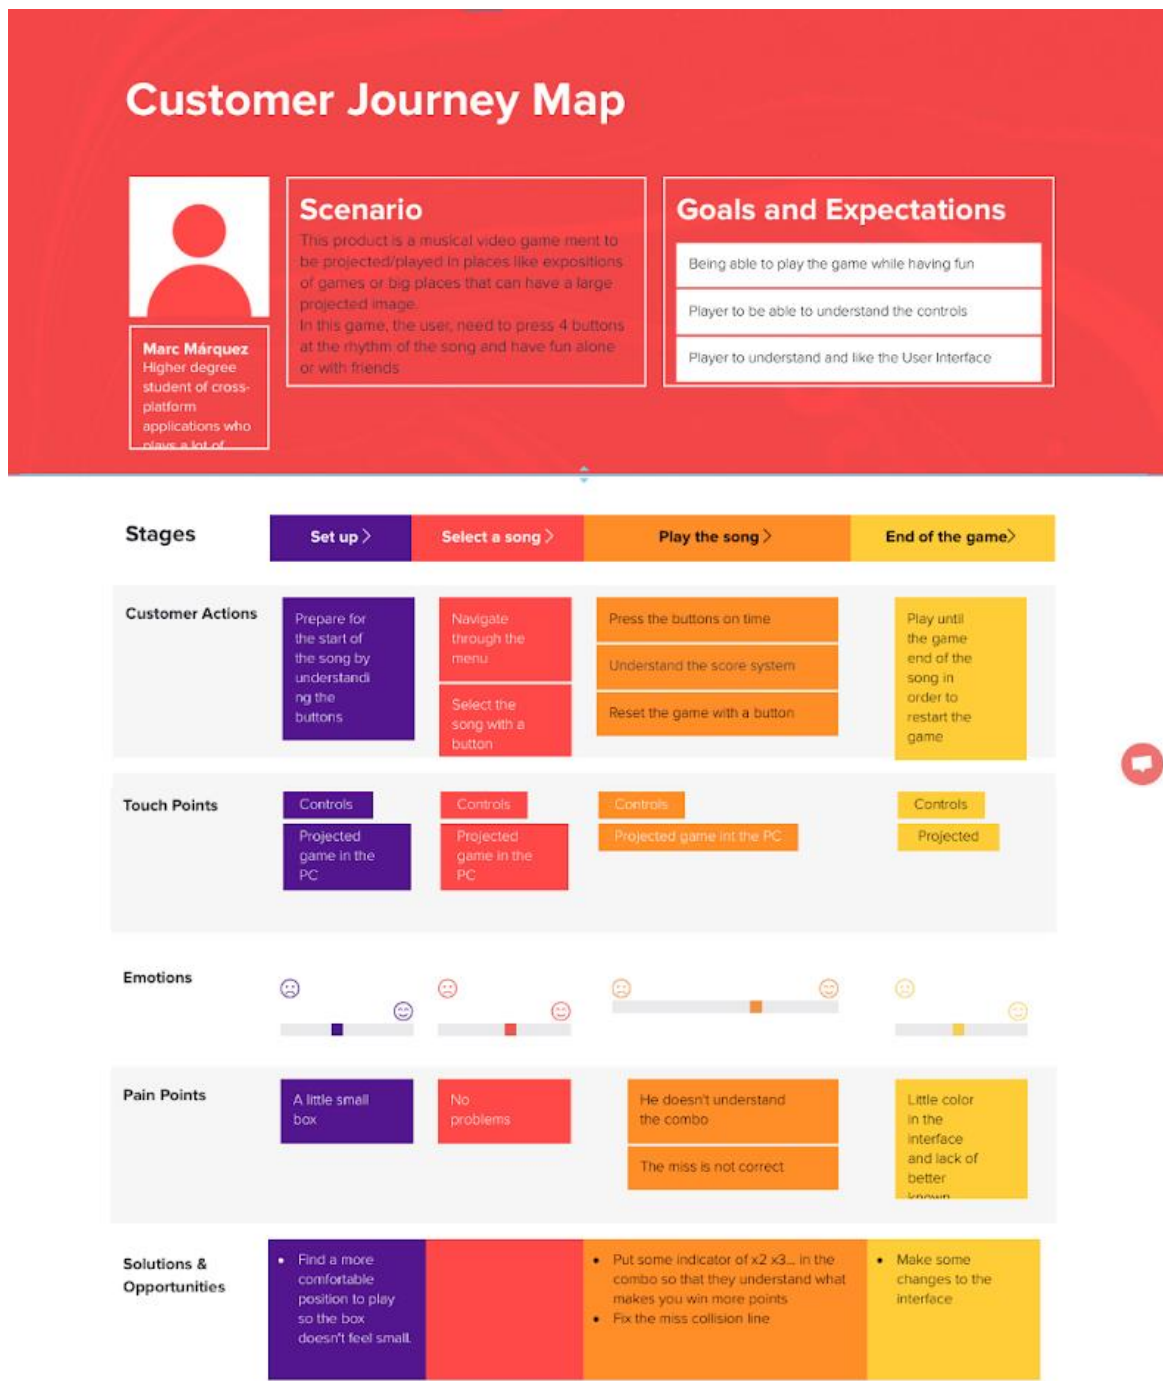 Customer Journey Map
Scenario
This product is a musical video game ment to
be projected/played in places like expositions
of games or big places that can have a large
projected image.
In this game, the user, need to press 4 buttons
at the rhythm of the song and have fun alone
or with friends
Goals and Expectations
Being able to play the game while having fun
Player to be able to understand the controls
Player to understand and like the User Interface
Marc Márquez
Higher degree
student of cross-
platform
applications who
plays a lot of
Stages
Set up
Select a song
Play the song
End of the game
Customer Actions
Prepare for
the start of
the song by
understandi
ng the
buttons
Navigate
through the
menu
Select the
song with a
button
Press the buttons on time
Understand the score system
Reset the game with a button
Play until
the game
end of the
song in
order to
restart the
game
Touch Points
Controls
Projected
game in the
PC
Controls
Projected
game in the
PC
Controls
Projected game int the PC
Controls
Projected
Emotions
Pain Points
A little small
box
No
problems
He doesn't understand
the combo
The miss is not correct
Little color
in the
interface
and lack of
better
known
Solutions &
Opportunities
• Find a more
comfortable
position to play
so the box
doesn't feel small.
• Put some indicator of x2 x3... in the
combo so that they understand what
makes you win more points
• Fix the miss collision line
• Make some
changes to the
interface